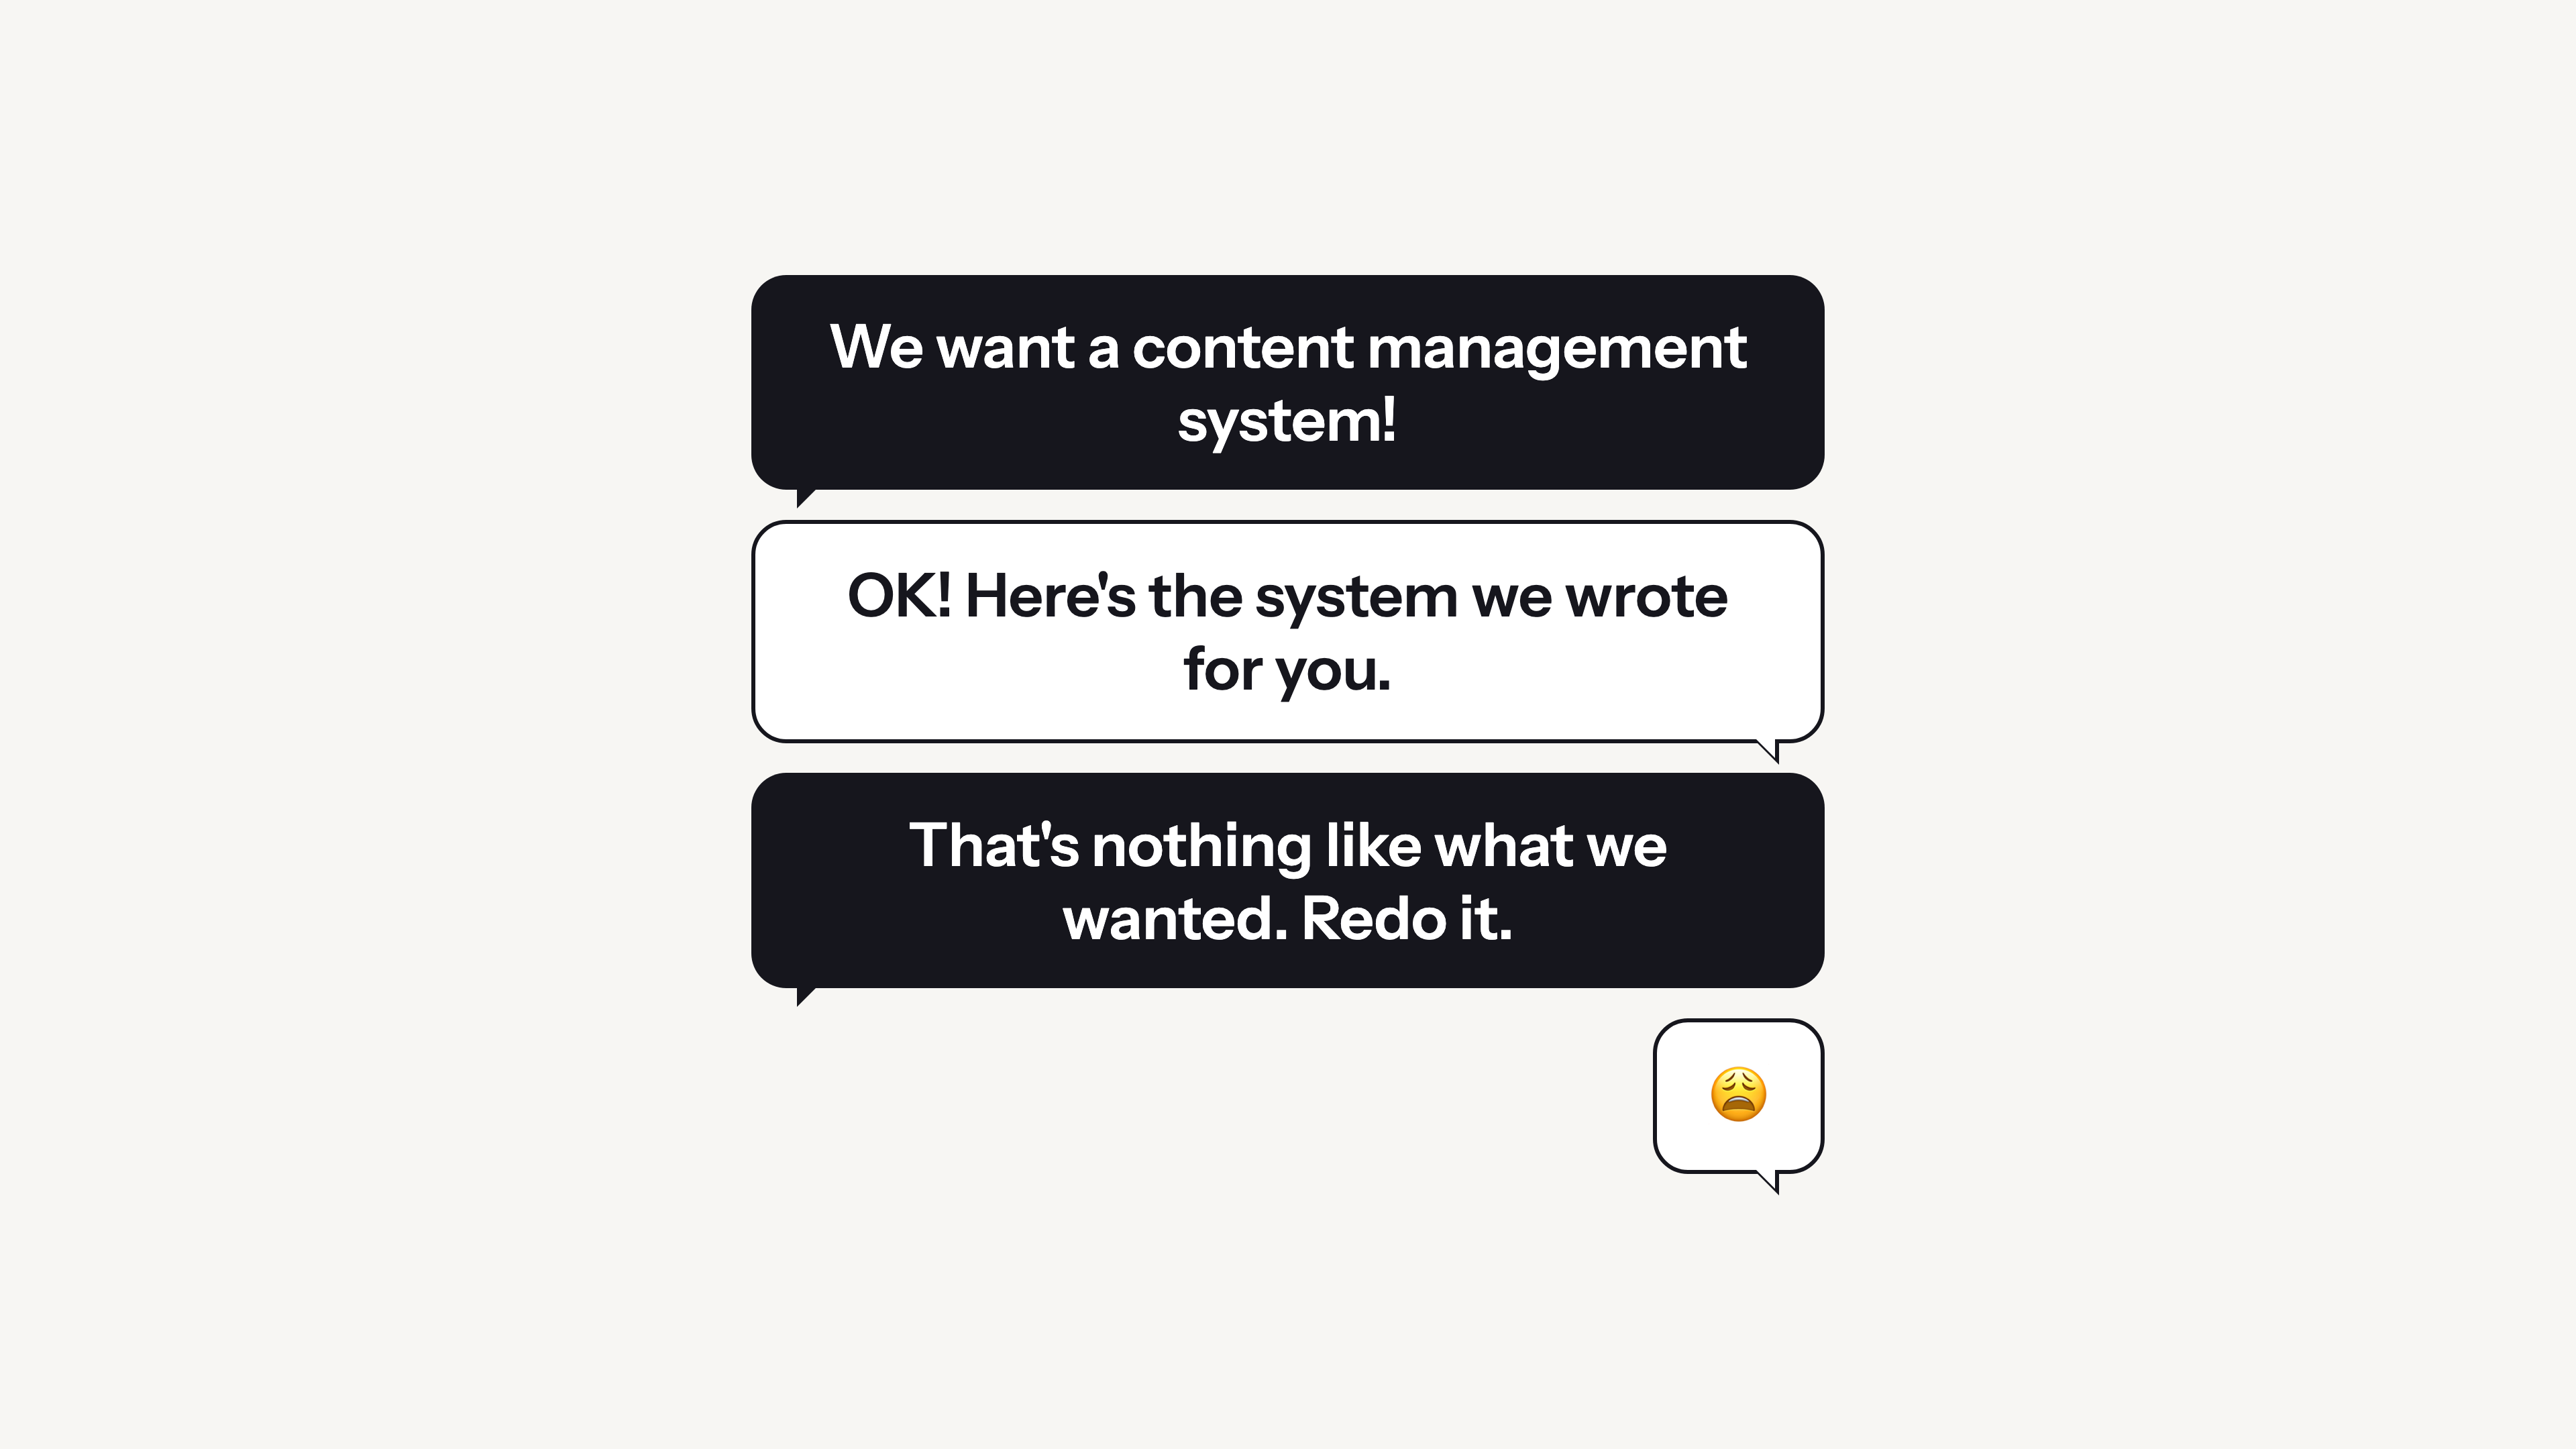 We want a content management
system!
OK! Here's the system we wrote
for you.
That's nothing like what we
wanted. Redo it.
😩